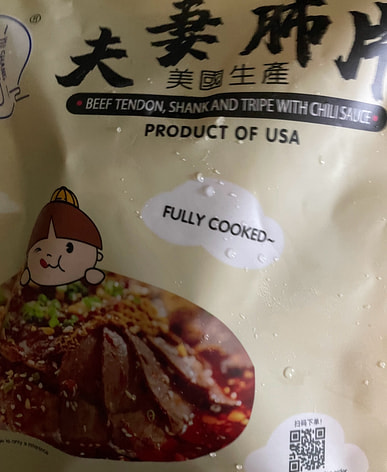 ®
夫妻肺片
美國生產
• BEEF TENDON, SHANK AND TRIPE WITH CHILI SAUCE •
PRODUCT OF USA
FULLY COOKED~
扫码下单!